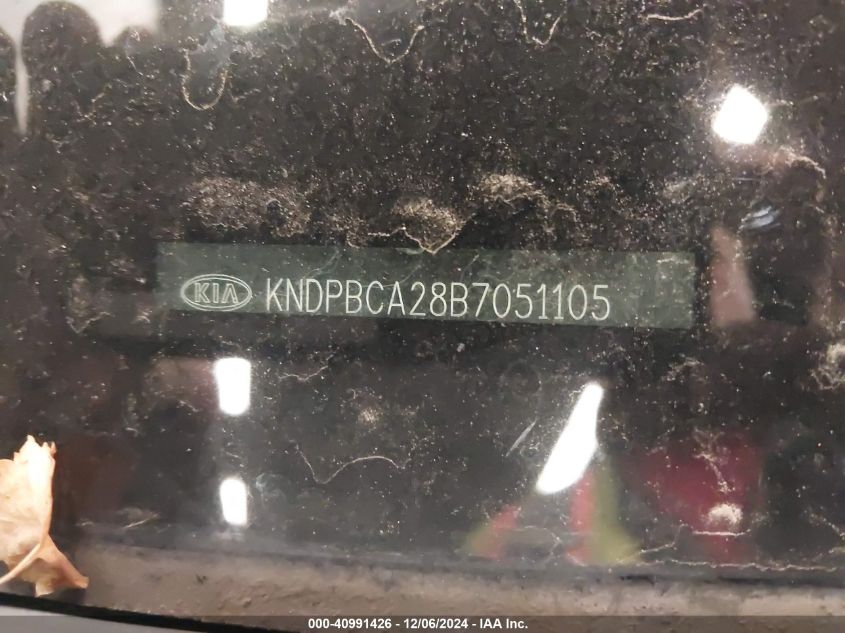 KIA KNDPBCA28B7051105
000-40991426 - 12/06/2024 - IAA Inc.